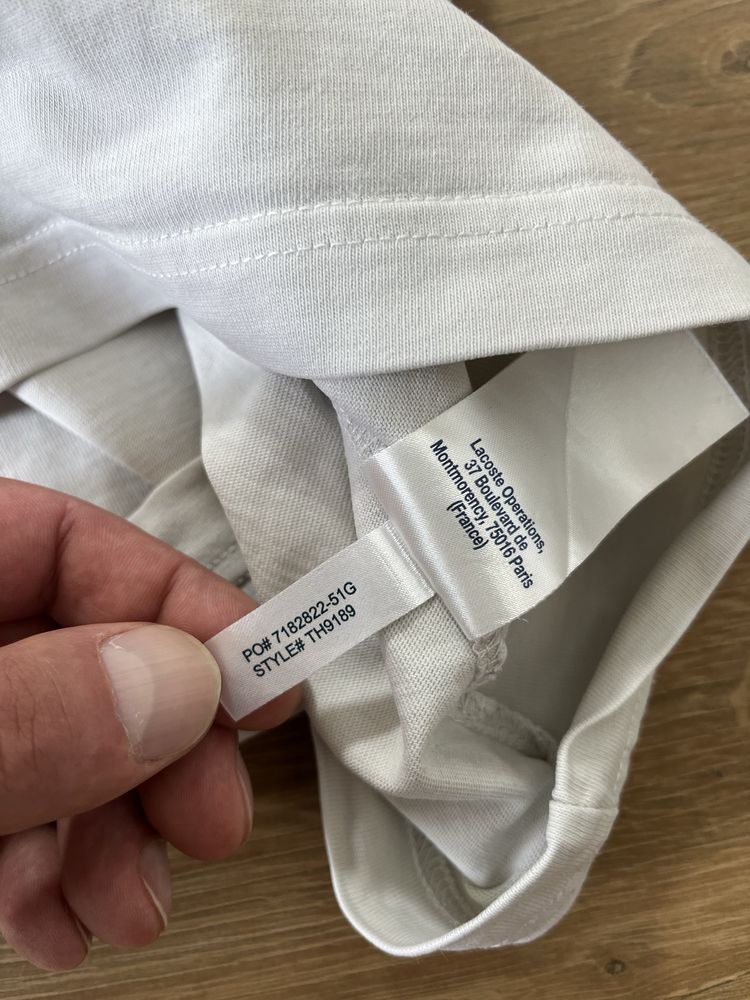 Lacoste Operations,
37 Boulevard de
Montmorency, 75016 Paris
(France)
PO# 7182822-51G
STYLE# TH9189